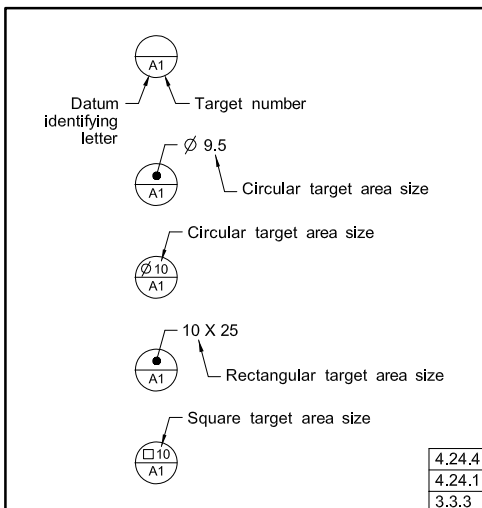 A1
Datum
identifying
letter
Target number
⌀ 9.5
A1
Circular target area size
Circular target area size
⌀ 10
A1
10 X 25
A1
Rectangular target area size
Square target area size
□ 10
A1
4.24.4
4.24.1
3.3.3